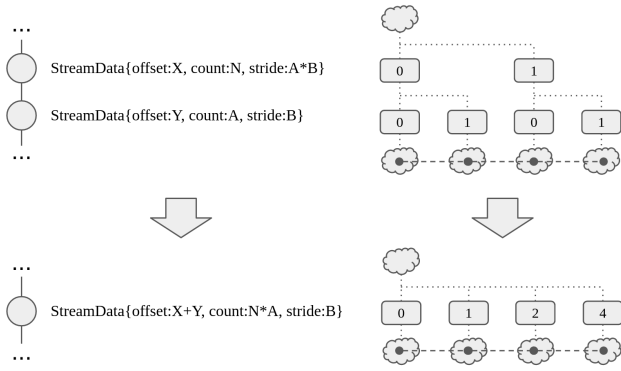 ...
StreamData{offset:X, count:N, stride:A*B}
0 1
StreamData{offset:Y, count:A, stride:B}
0 1 0 1
...
...
StreamData{offset:X+Y, count:N*A, stride:B}
0 1 2 4
...